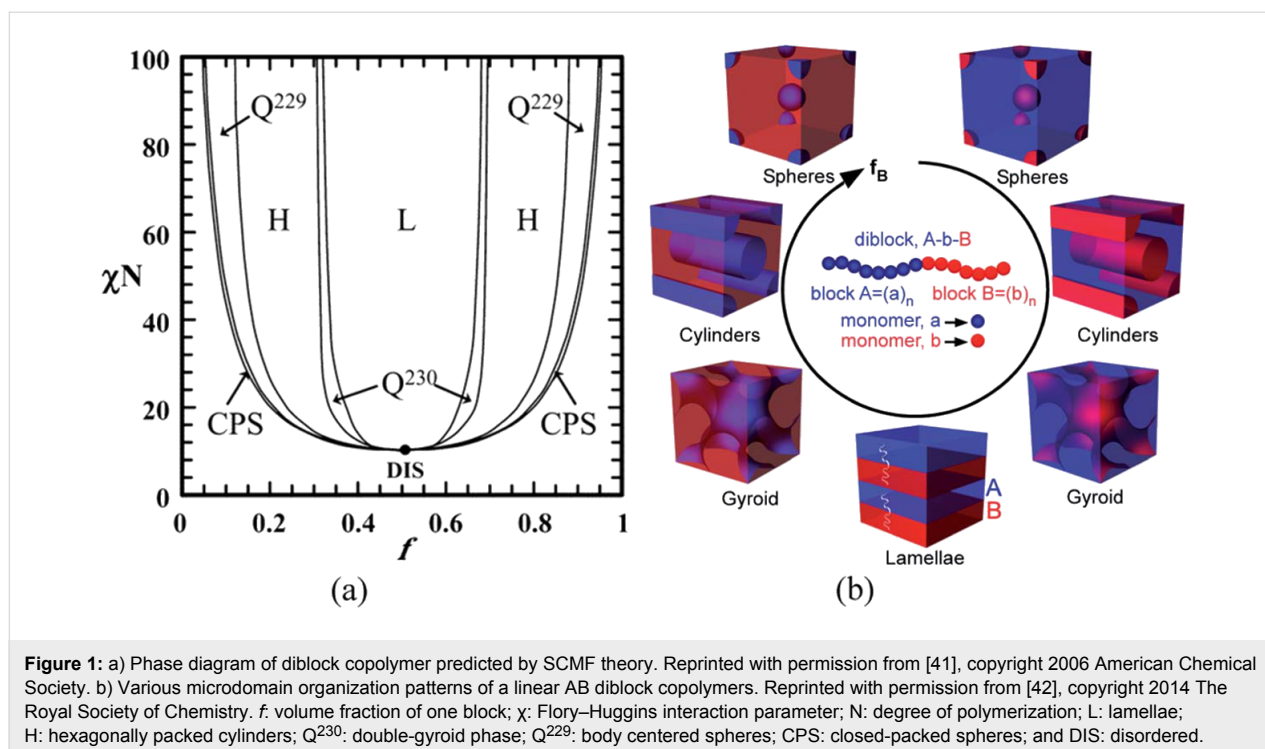 100
80
60
40
20
0
χN
Q²²⁹
Q²²⁹
H
L
H
Q²³⁰
CPS
CPS
DIS
0
0.2
0.4
0.6
0.8
1
f
(a)
Spheres
f_B
Spheres
diblock, A-b-B
block A=(a)n
block B=(b)n
monomer, a
monomer, b
Cylinders
Cylinders
Gyroid
Gyroid
A
B
Lamellae
(b)
Figure 1: a) Phase diagram of diblock copolymer predicted by SCMF theory. Reprinted with permission from [41], copyright 2006 American Chemical
Society. b) Various microdomain organization patterns of a linear AB diblock copolymers. Reprinted with permission from [42], copyright 2014 The
Royal Society of Chemistry. f: volume fraction of one block; χ: Flory–Huggins interaction parameter; N: degree of polymerization; L: lamellae;
H: hexagonally packed cylinders; Q²³⁰: double-gyroid phase; Q²²⁹: body centered spheres; CPS: closed-packed spheres; and DIS: disordered.